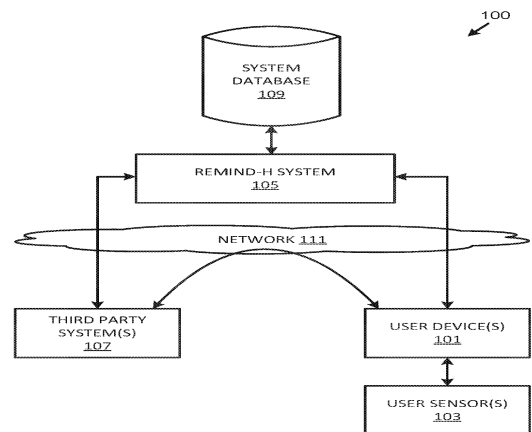 100
SYSTEM
DATABASE
109
REMIND-H SYSTEM
105
NETWORK 111
THIRD PARTY
SYSTEM(S)
107
USER DEVICE(S)
101
USER SENSOR(S)
103